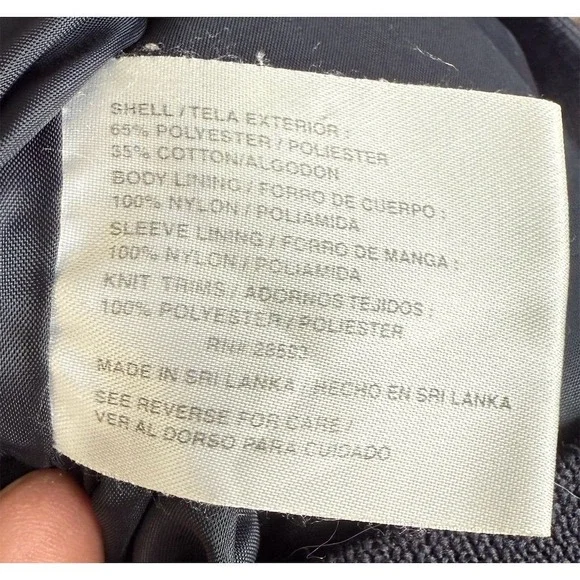 SHELL / TELA EXTERIOR :
65% POLYESTER / POLIESTER
35% COTTON/ALGODON
BODY LINING / FORRO DE CUERPO :
100% NYLON / POLIAMIDA
SLEEVE LINING / FORRO DE MANGA :
100% NYLON / POLIAMIDA
KNIT TRIMS / ADORNOS TEJIDOS :
100% POLYESTER / POLIESTER
RN#
MADE IN SRI LANKA / HECHO EN SRI LANKA
SEE REVERSE FOR CARE /
VER AL DORSO PARA CUIDADO